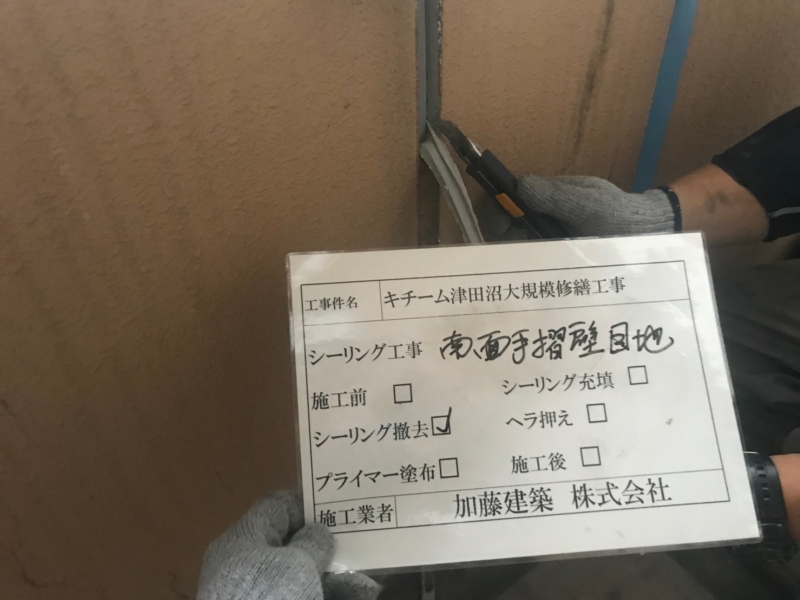 工事件名 キチーム津田沼大規模修繕工事
シーリング工事 南面手摺壁目地
施工前 □ シーリング充填 □
シーリング撤去 ☑ ヘラ押え □
プライマー塗布 □ 施工後 □
施工業者 加藤建築 株式会社